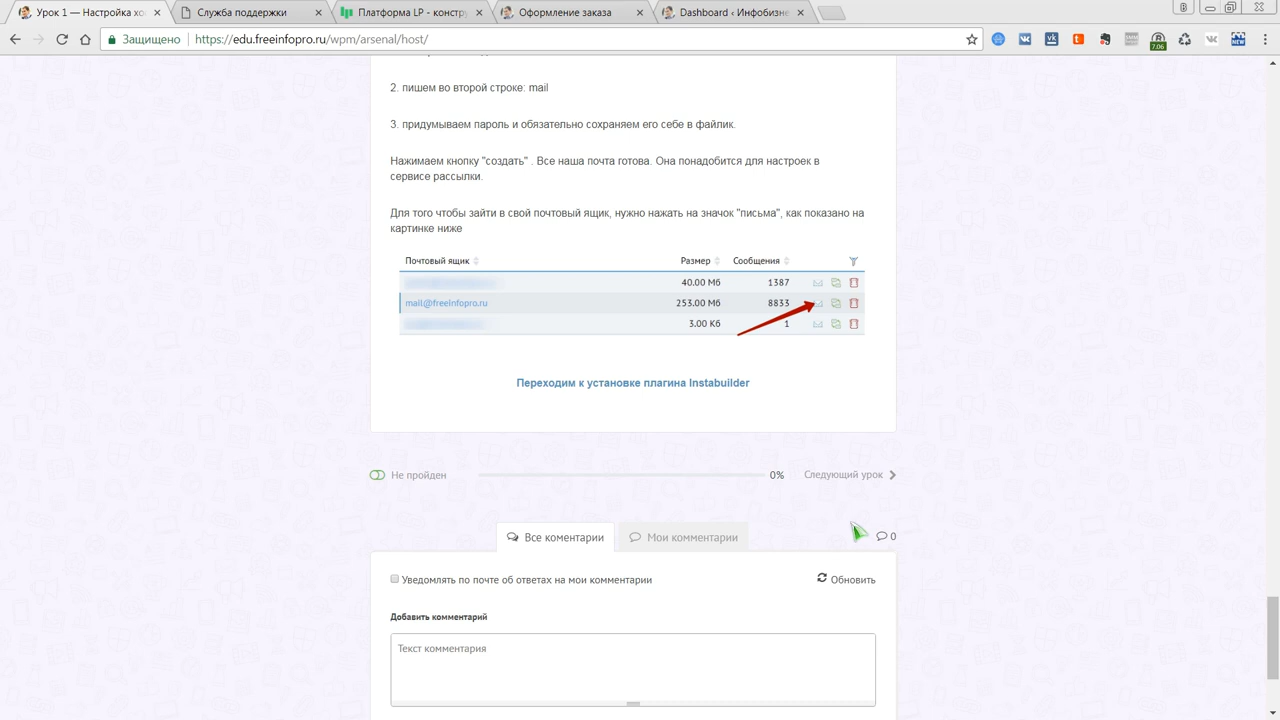 Урок 1 — Настройка хо
Служба поддержки
Платформа LP - констру
Оформление заказа
Dashboard ‹ Инфобизне
Защищено
https://edu.freeinfopro.ru/wpm/arsenal/host/
7.06
NEW
2. пишем во второй строке: mail
3. придумываем пароль и обязательно сохраняем его себе в файлик.
Нажимаем кнопку "создать" . Все наша почта готова. Она понадобится для настроек в
сервисе рассылки.
Для того чтобы зайти в свой почтовый ящик, нужно нажать на значок "письма", как показано на
картинке ниже
Почтовый ящик Размер Сообщения
40.00 Мб 1387
mail@freeinfopro.ru 253.00 Мб 8833
3.00 Кб 1
Переходим к установке плагина Instabuilder
Не пройден 0% Следующий урок
Все коментарии Мои комментарии 0
Уведомлять по почте об ответах на мои комментарии Обновить
Добавить комментарий
Текст комментария